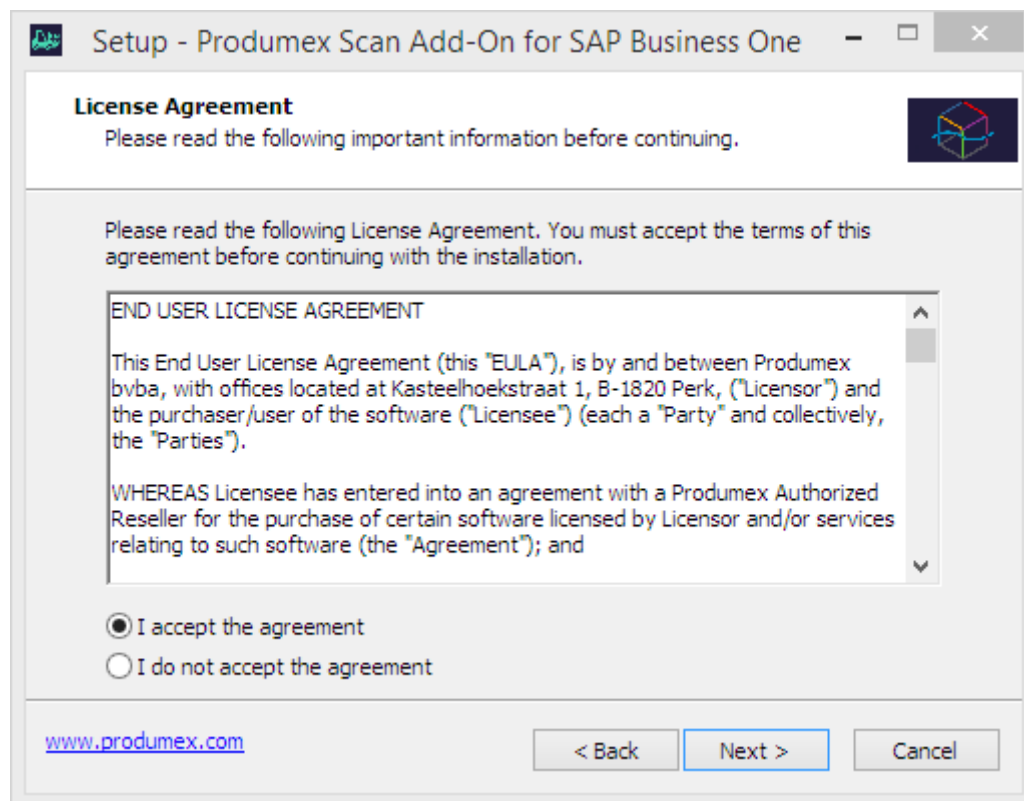 Setup - Produmex Scan Add-On for SAP Business One
License Agreement
Please read the following important information before continuing.
Please read the following License Agreement. You must accept the terms of this
agreement before continuing with the installation.
END USER LICENSE AGREEMENT
This End User License Agreement (this "EULA"), is by and between Produmex
bvba, with offices located at Kasteelhoekstraat 1, B-1820 Perk, ("Licensor") and
the purchaser/user of the software ("Licensee") (each a "Party" and collectively,
the "Parties").
WHEREAS Licensee has entered into an agreement with a Produmex Authorized
Reseller for the purchase of certain software licensed by Licensor and/or services
relating to such software (the "Agreement"); and
I accept the agreement
I do not accept the agreement
www.produmex.com
< Back
Next >
Cancel